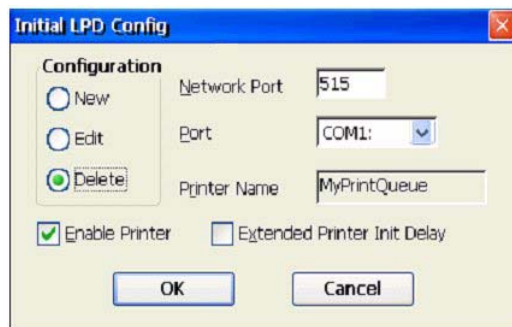 Initial LPD Config
Configuration
New
Edit
Delete
Network Port 515
Port COM1:
Printer Name MyPrintQueue
Enable Printer Extended Printer Init Delay
OK Cancel